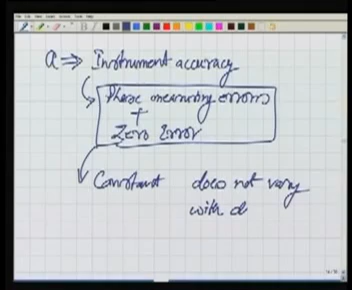 a ⇒ Instrument accuracy
Phase measuring errors
+
Zero Error
Constant does not vary
with d